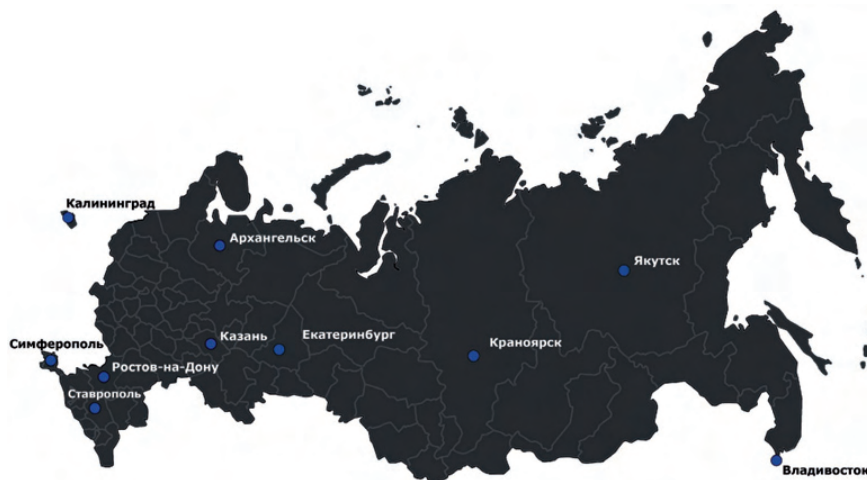 Калининград
Архангельск
Якутск
Казань
Екатеринбург
Краноярск
Симферополь
Ростов-на-Дону
Ставрополь
Владивосток